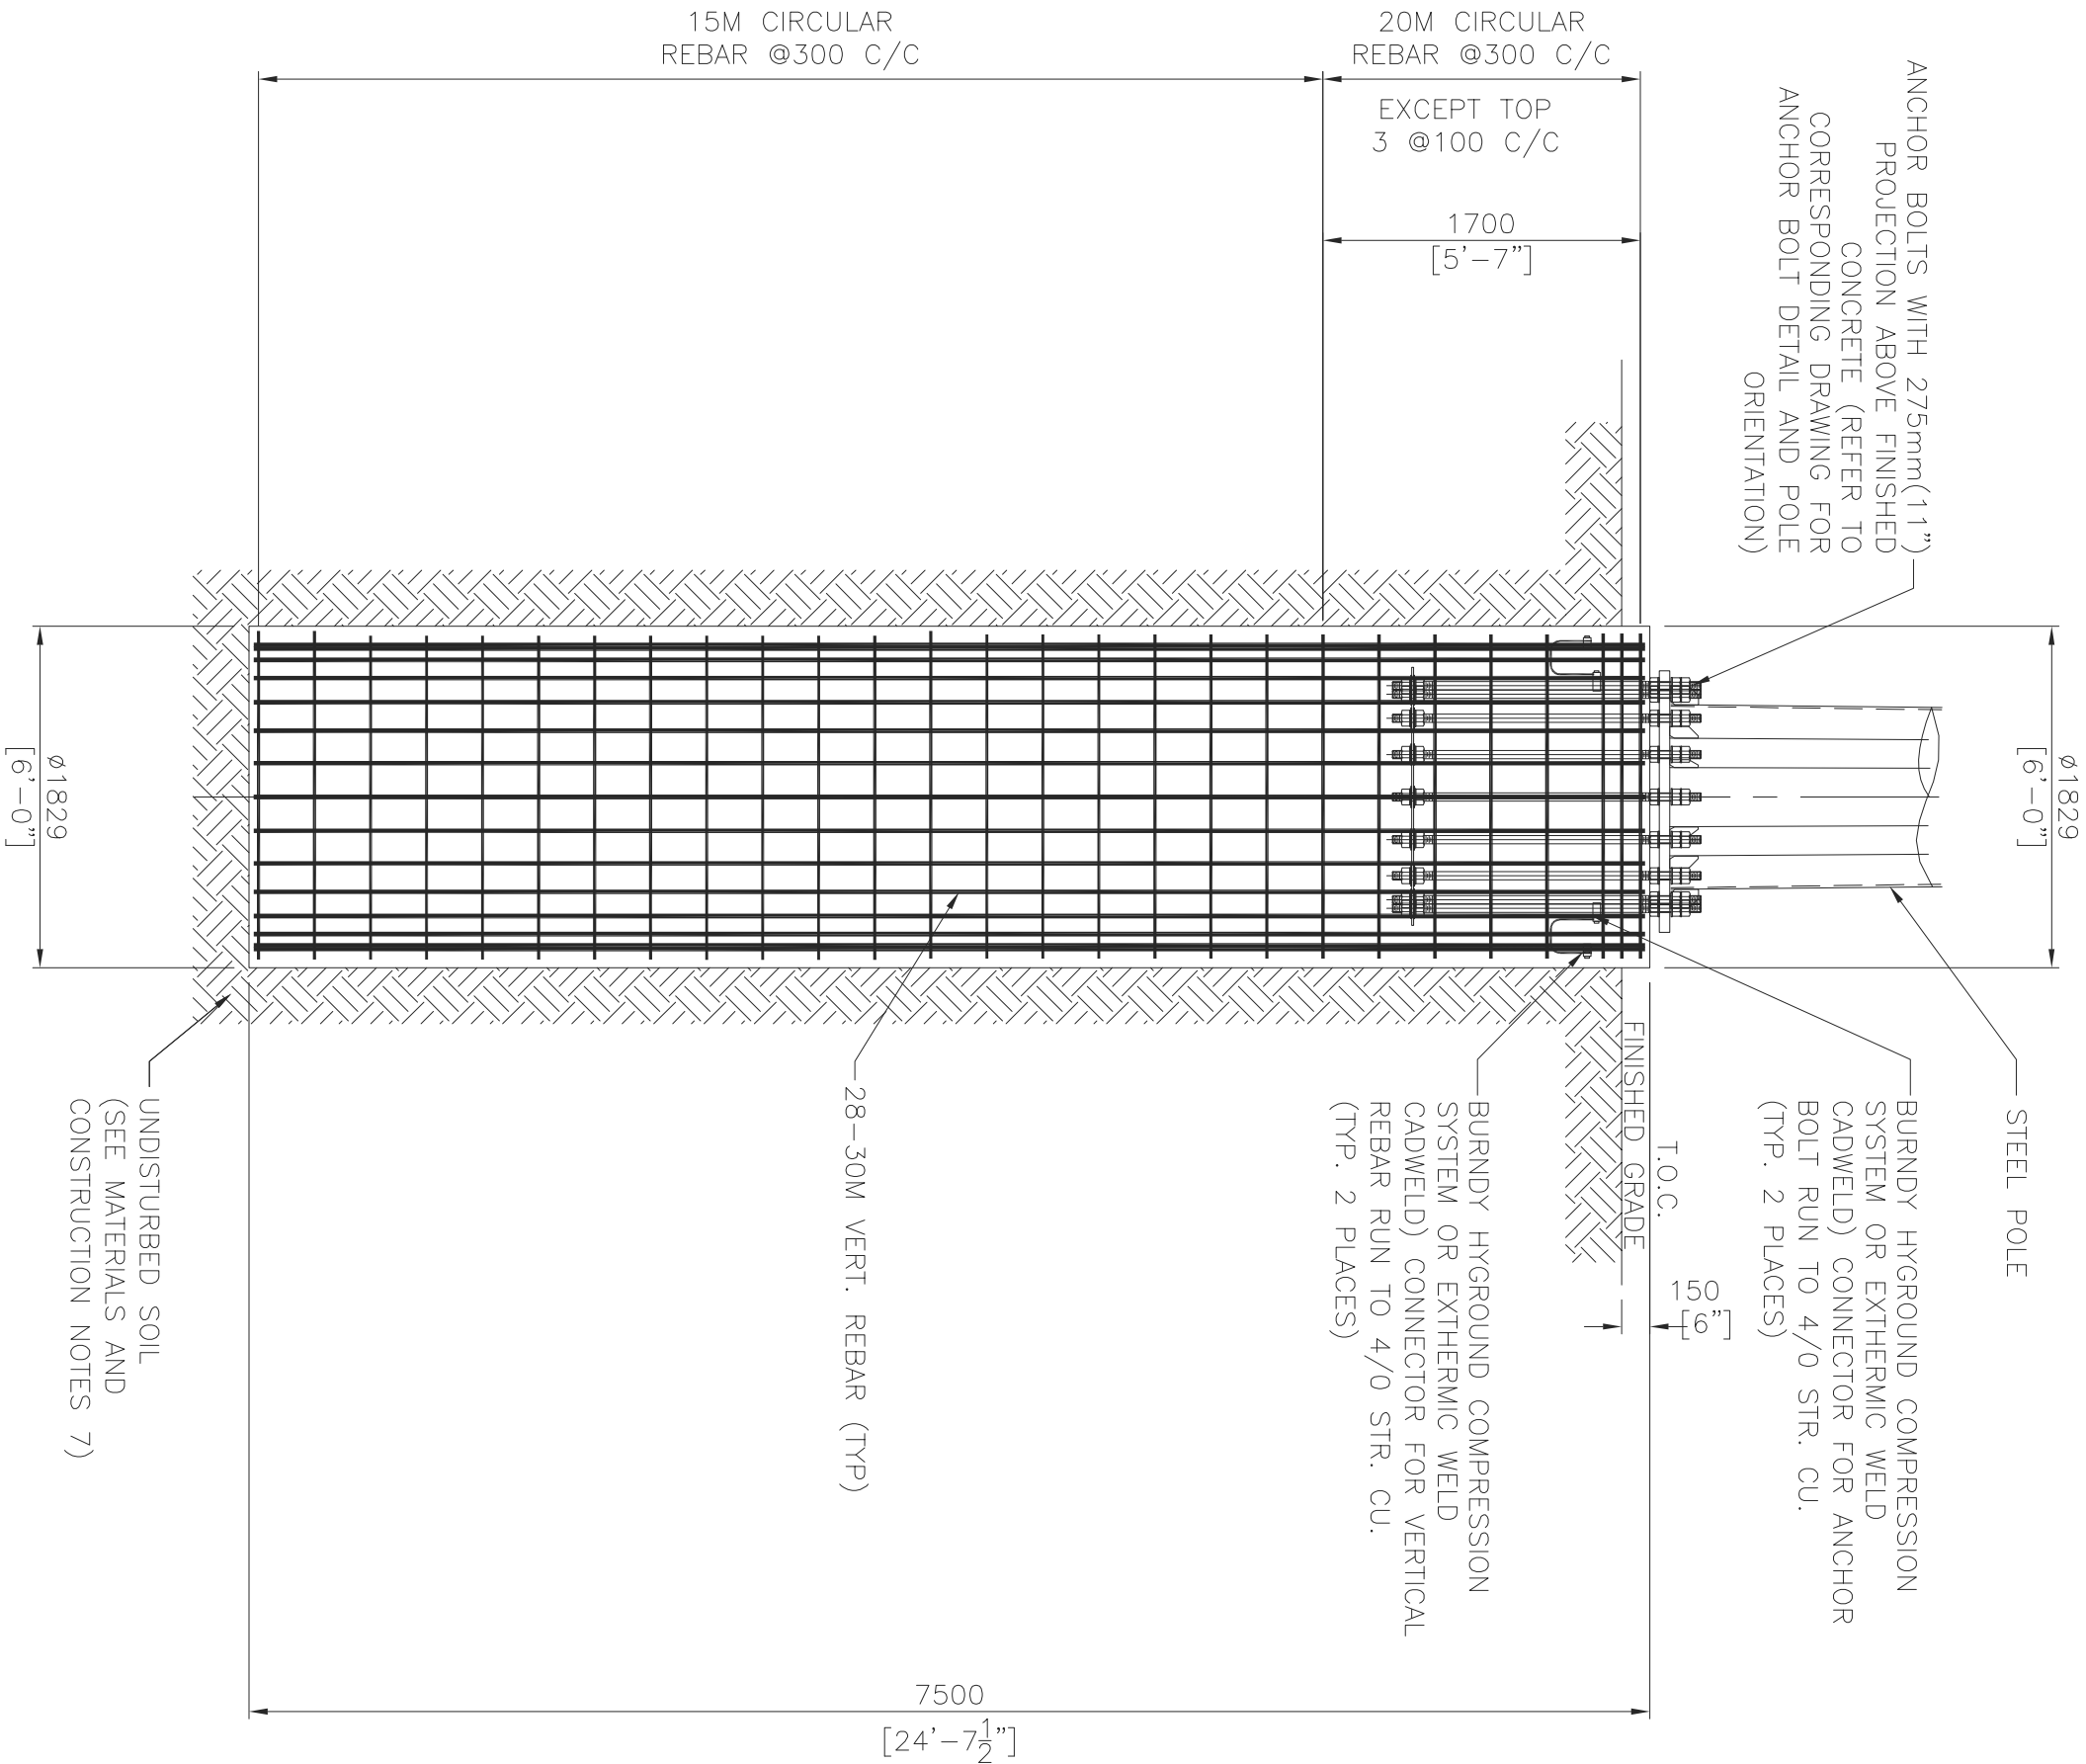 15M CIRCULAR
REBAR @300 C/C
20M CIRCULAR
REBAR @300 C/C
EXCEPT TOP
3 @100 C/C
1700
[5'-7"]
ANCHOR BOLTS WITH 275mm(11")
PROJECTION ABOVE FINISHED
CONCRETE (REFER TO
CORRESPONDING DRAWING FOR
ANCHOR BOLT DETAIL AND POLE
ORIENTATION)
Ø1829
[6'-0"]
Ø1829
[6'-0"]
STEEL POLE
BURNDY HYGROUND COMPRESSION
SYSTEM OR EXTHERMIC WELD
CADWELD) CONNECTOR FOR ANCHOR
BOLT RUN TO 4/0 STR. CU.
(TYP. 2 PLACES)
T.O.C.
FINISHED GRADE
150
[6"]
BURNDY HYGROUND COMPRESSION
SYSTEM OR EXTHERMIC WELD
CADWELD) CONNECTOR FOR VERTICAL
REBAR RUN TO 4/0 STR. CU.
(TYP. 2 PLACES)
28-30M VERT. REBAR (TYP)
UNDISTURBED SOIL
(SEE MATERIALS AND
CONSTRUCTION NOTES 7)
7500
[24'-7½"]